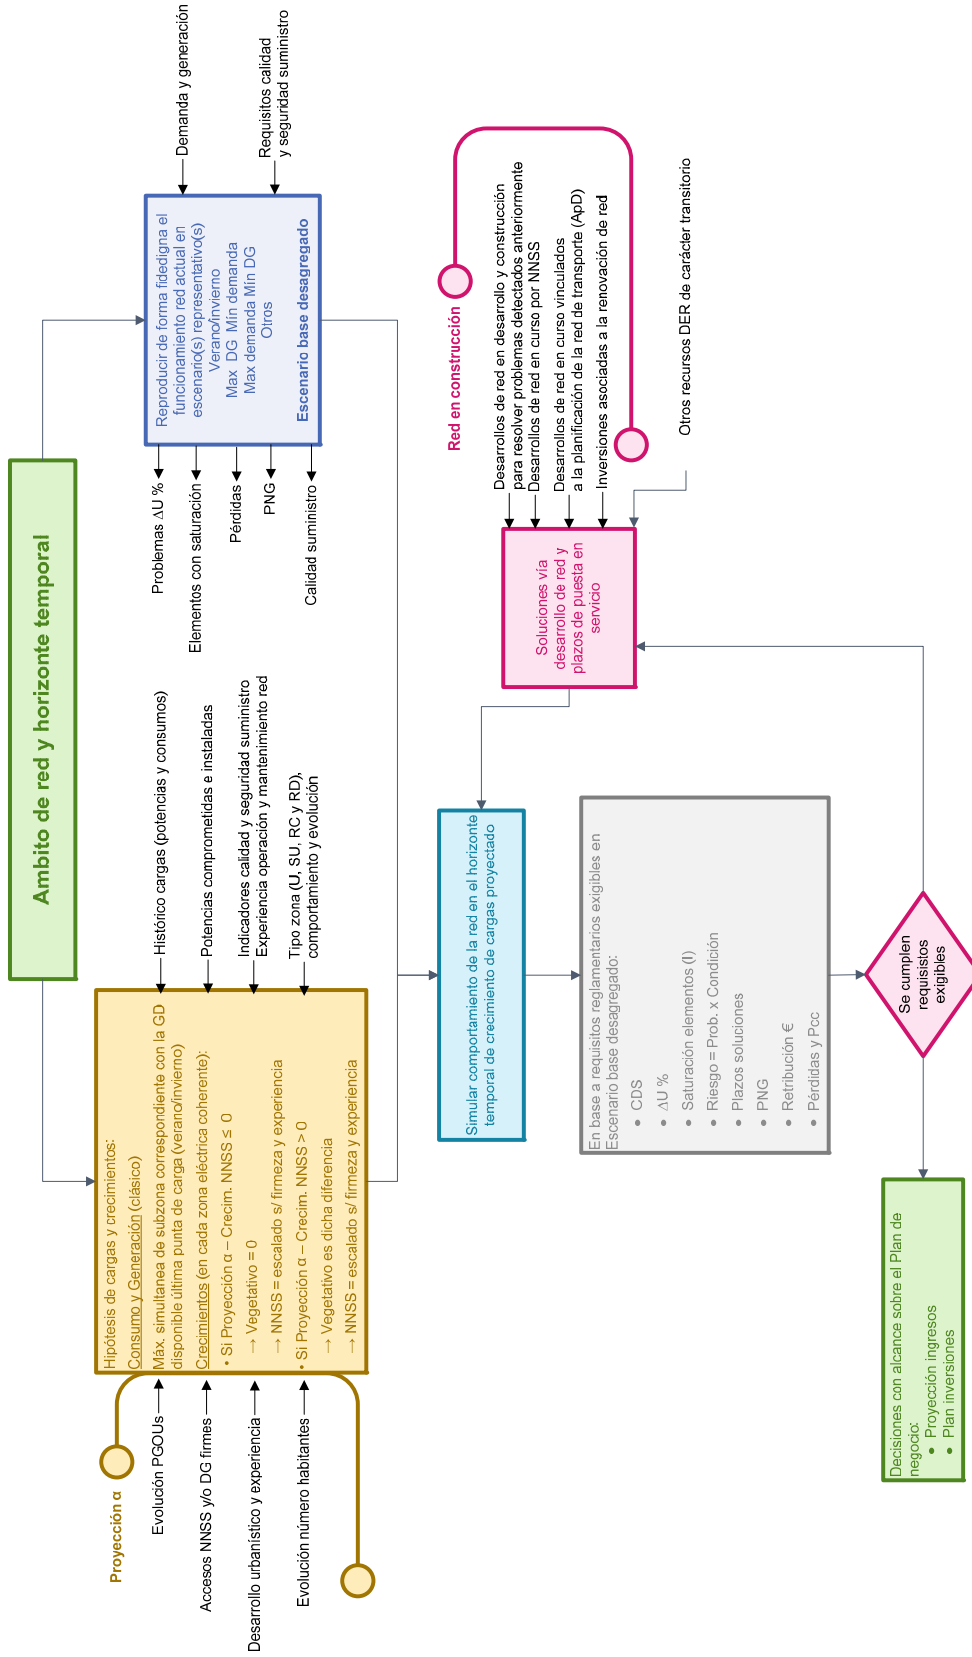 Ambito de red y horizonte temporal
Proyección α
Evolución PGOUs
Accesos NNSS y/o DG firmes
Desarrollo urbanístico y experiencia
Evolución número habitantes
Hipótesis de cargas y crecimientos:
Consumo y Generación (clásico)
Máx. simultanea de subzona correspondiente con la GD
disponible última punta de carga (verano/invierno)
Crecimientos (en cada zona eléctrica coherente):
• Si Proyección α – Crecim. NNSS ≤ 0
→ Vegetativo = 0
→ NNSS = escalado s/ firmeza y experiencia
• Si Proyección α – Crecim. NNSS > 0
→ Vegetativo es dicha diferencia
→ NNSS = escalado s/ firmeza y experiencia
Histórico cargas (potencias y consumos)
Potencias comprometidas e instaladas
Indicadores calidad y seguridad suministro
Experiencia operación y mantenimiento red
Tipo zona (U, SU, RC y RD),
comportamiento y evolución
Problemas ΔU %
Elementos con saturación
Pérdidas
PNG
Calidad suministro
Reproducir de forma fidedigna el
funcionamiento red actual en
escenario(s) representativo(s)
Verano/invierno
Max DG Mín demanda
Max demanda Mín DG
Otros
Escenario base desagregado
Demanda y generación
Requisitos calidad
y seguridad suministro
Simular comportamiento de la red en el horizonte
temporal de crecimiento de cargas proyectado
Soluciones vía
desarrollo de red y
plazos de puesta en
servicio
Red en construcción
Desarrollos de red en desarrollo y construcción
para resolver problemas detectados anteriormente
Desarrollos de red en curso por NNSS
Desarrollos de red en curso vinculados
a la planificación de la red de transporte (ApD)
Inversiones asociadas a la renovación de red
Otros recursos DER de carácter transitorio
En base a requisitos reglamentarios exigibles en
Escenario base desagregado:
• CDS
• ΔU %
• Saturación elementos (I)
• Riesgo = Prob. x Condición
• Plazos soluciones
• PNG
• Retribución €
• Pérdidas y Pcc
Se cumplen
requisistos
exigibles
Decisiones con alcance sobre el Plan de
negocio:
• Proyección ingresos
• Plan inversiones